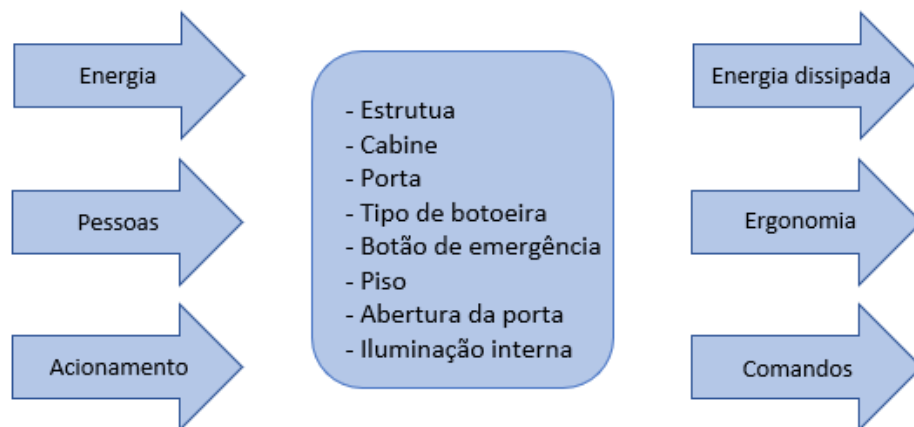 Energia
Pessoas
Acionamento
- Estrutua
- Cabine
- Porta
- Tipo de botoeira
- Botão de emergência
- Piso
- Abertura da porta
- Iluminação interna
Energia dissipada
Ergonomia
Comandos